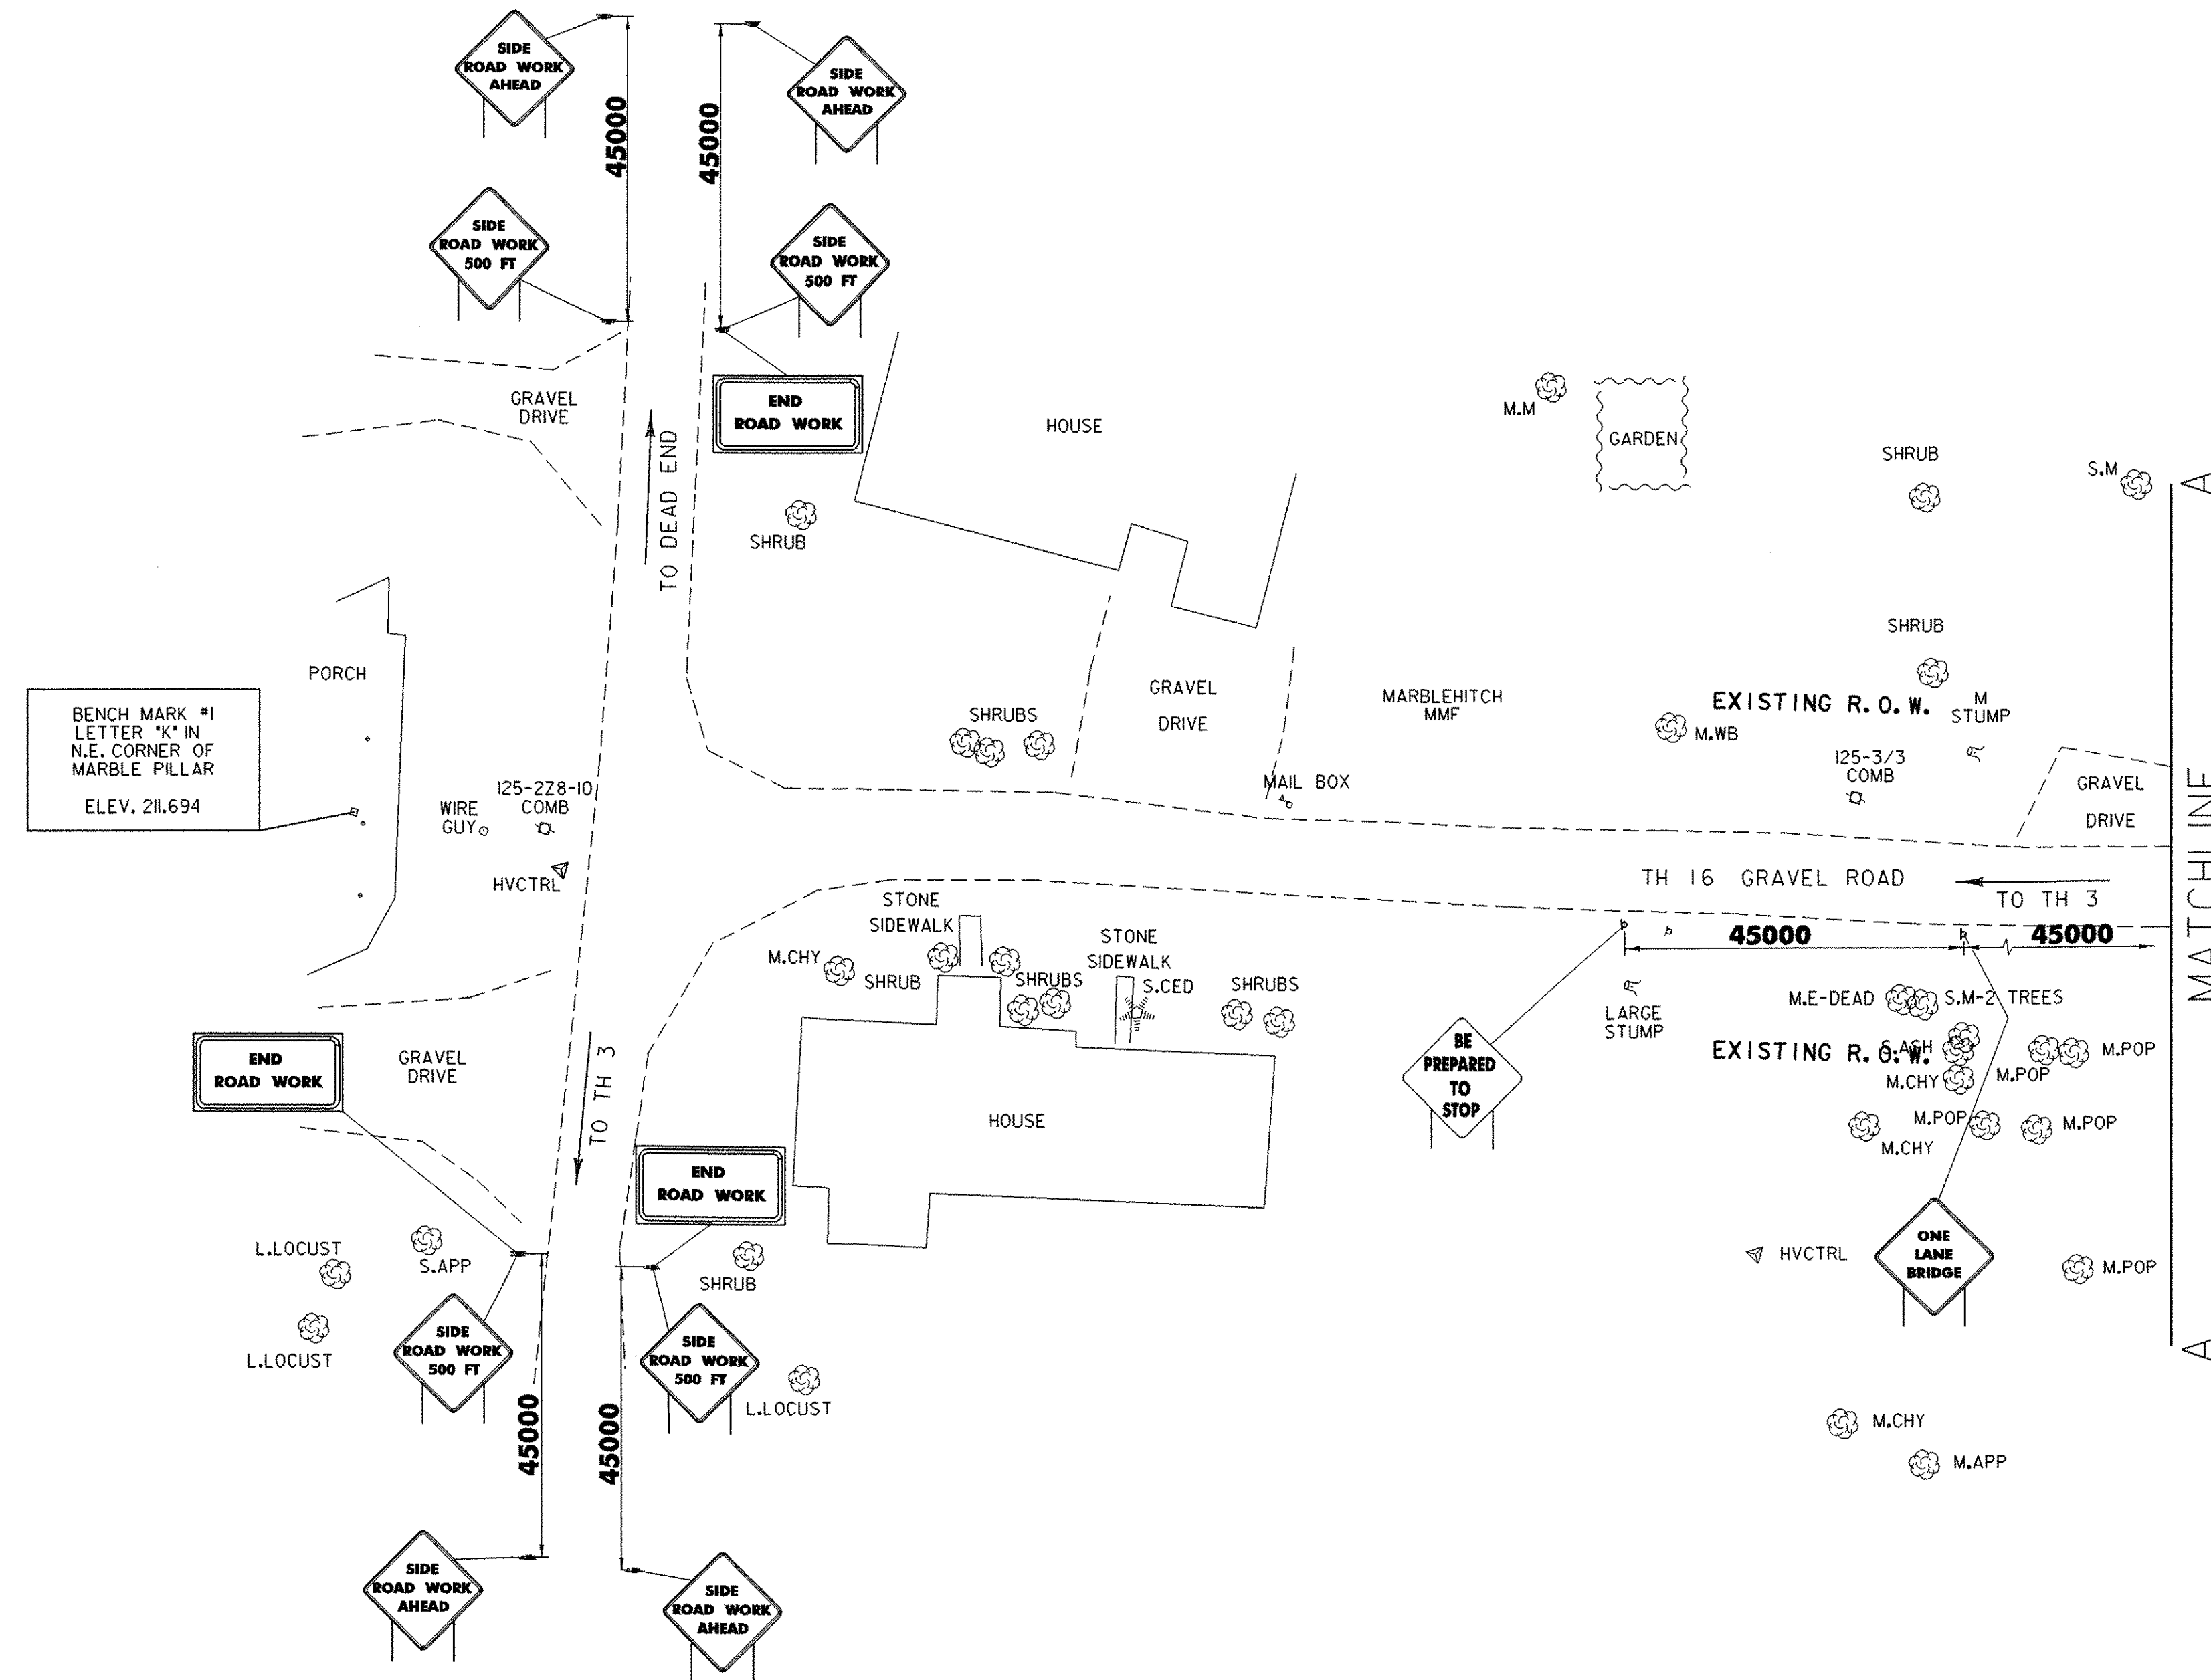 SIDE
ROAD WORK
AHEAD
SIDE
ROAD WORK
AHEAD
45000
45000
SIDE
ROAD WORK
500 FT
SIDE
ROAD WORK
500 FT
GRAVEL
DRIVE
END
ROAD WORK
TO DEAD END
HOUSE
M.M
GARDEN
SHRUB
S.M
A
SHRUB
PORCH
BENCH MARK #1
LETTER "K" IN
N.E. CORNER OF
MARBLE PILLAR
ELEV. 211.694
WIRE
GUY
125-2Z8-10
COMB
HVCTRL
SHRUBS
GRAVEL
DRIVE
MARBLEHITCH
MMF
MAIL BOX
SHRUB
EXISTING R.O.W.
M
STUMP
M.WB
125-3/3
COMB
GRAVEL
DRIVE
MATCHLINE
TH 16 GRAVEL ROAD
TO TH 3
45000
45000
STONE
SIDEWALK
STONE
SIDEWALK
M.CHY
SHRUB
SHRUBS
S.CED
SHRUBS
LARGE
STUMP
M.E-DEAD
S.M-2 TREES
EXISTING R.O.W.
S.ASH
M.POP
M.CHY
M.POP
M.POP
M.POP
M.CHY
BE
PREPARED
TO
STOP
END
ROAD WORK
GRAVEL
DRIVE
TO TH 3
HOUSE
END
ROAD WORK
L.LOCUST
S.APP
SHRUB
HVCTRL
ONE
LANE
BRIDGE
M.POP
L.LOCUST
SIDE
ROAD WORK
500 FT
SIDE
ROAD WORK
500 FT
L.LOCUST
A
45000
45000
M.CHY
M.APP
SIDE
ROAD WORK
AHEAD
SIDE
ROAD WORK
AHEAD